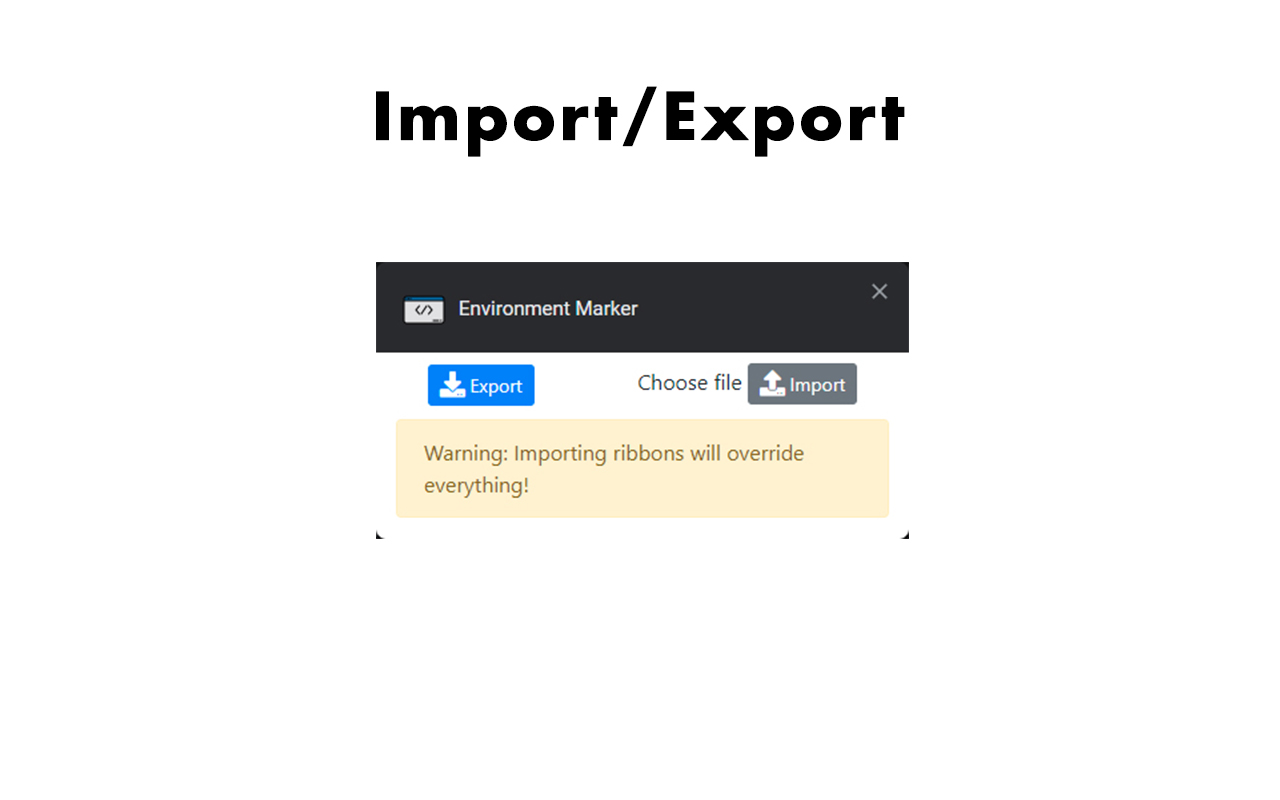 Import/Export
Environment Marker
Export
Choose file
Import
Warning: Importing ribbons will override
everything!